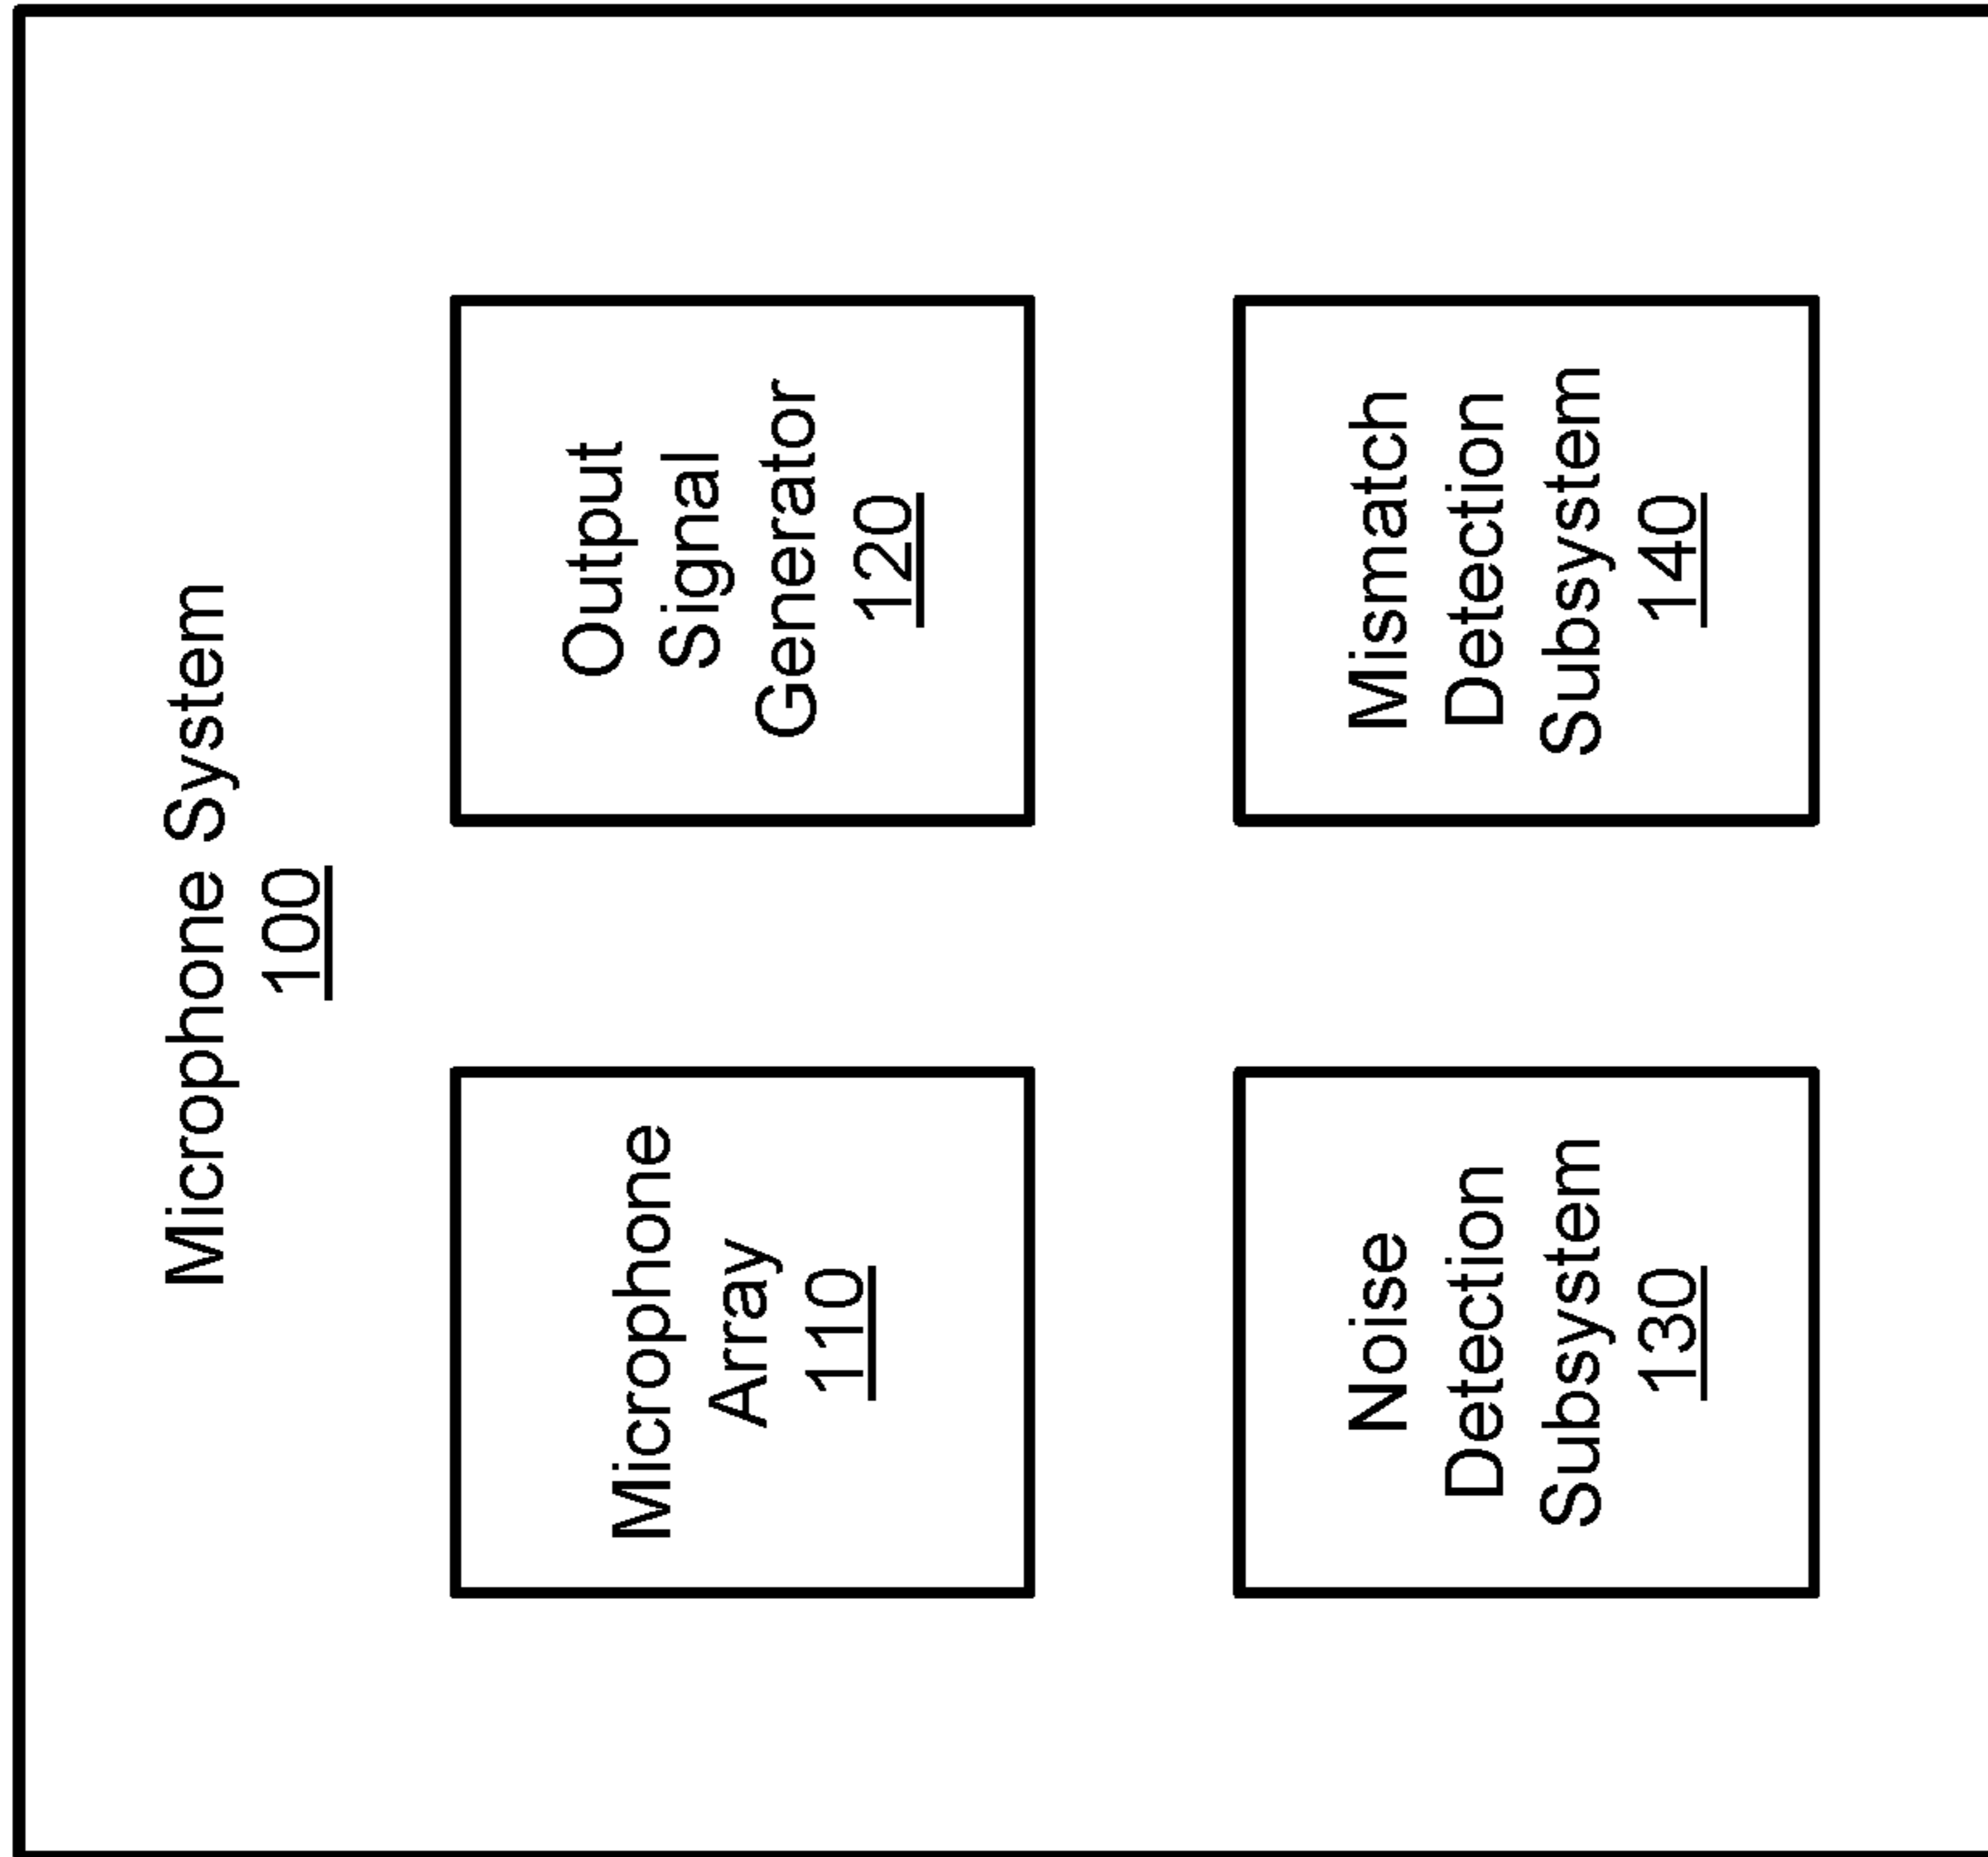 Microphone System
100
Microphone
Array
110
Output
Signal
Generator
120
Noise
Detection
Subsystem
130
Mismatch
Detection
Subsystem
140